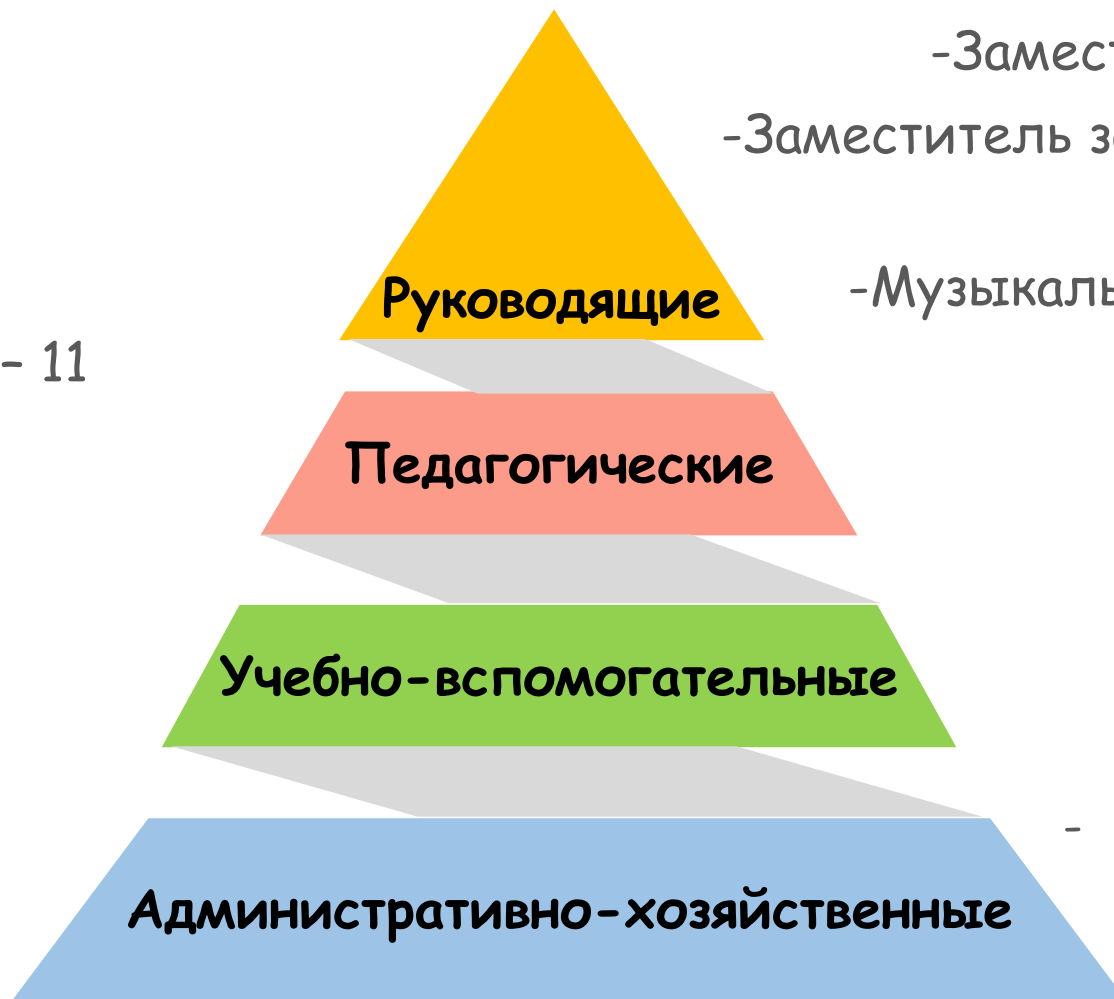 -Замест
-Заместитель з
-Музыкаль
Руководящие
– 11
Педагогические
Учебно-вспомогательные
-
Административно-хозяйственные